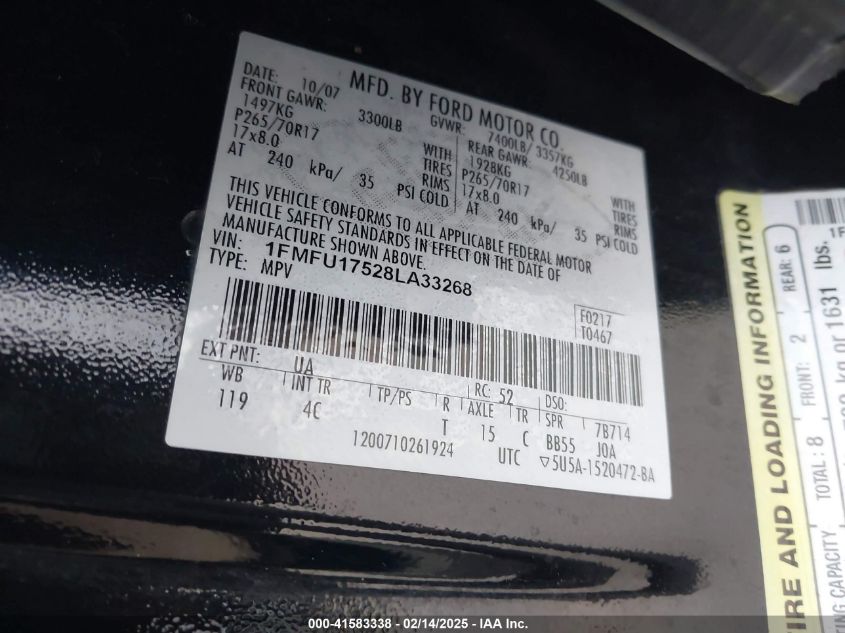 MFD. BY FORD MOTOR CO.
DATE: 10/07 GVWR: 7400LB/ 3357KG
FRONT GAWR: 3300LB REAR GAWR: 4250LB
1497KG WITH 1928KG WITH
P265/70R17 TIRES P265/70R17 TIRES
17x8.0 RIMS 17x8.0 RIMS
AT 240 kPa/ 35 PSI COLD AT 240 kPa/ 35 PSI COLD
THIS VEHICLE CONFORMS TO ALL APPLICABLE FEDERAL MOTOR
VEHICLE SAFETY STANDARDS IN EFFECT ON THE DATE OF
MANUFACTURE SHOWN ABOVE.
VIN: 1FMFU17528LA33268
TYPE: MPV
F0217
T0467
EXT PNT: UA RC: 52 DSO:
WB INT TR TP/PS R AXLE TR SPR 7B714
119 4C T 15 C BB55 JOA
1200710261924 UTC ▽5U5A-1520472-BA
TIRE AND LOADING INFORMATION
TOTAL: 8 FRONT: 2 REAR: 6
kg or 1631 lbs.
000-41583338 - 02/14/2025 - IAA Inc.